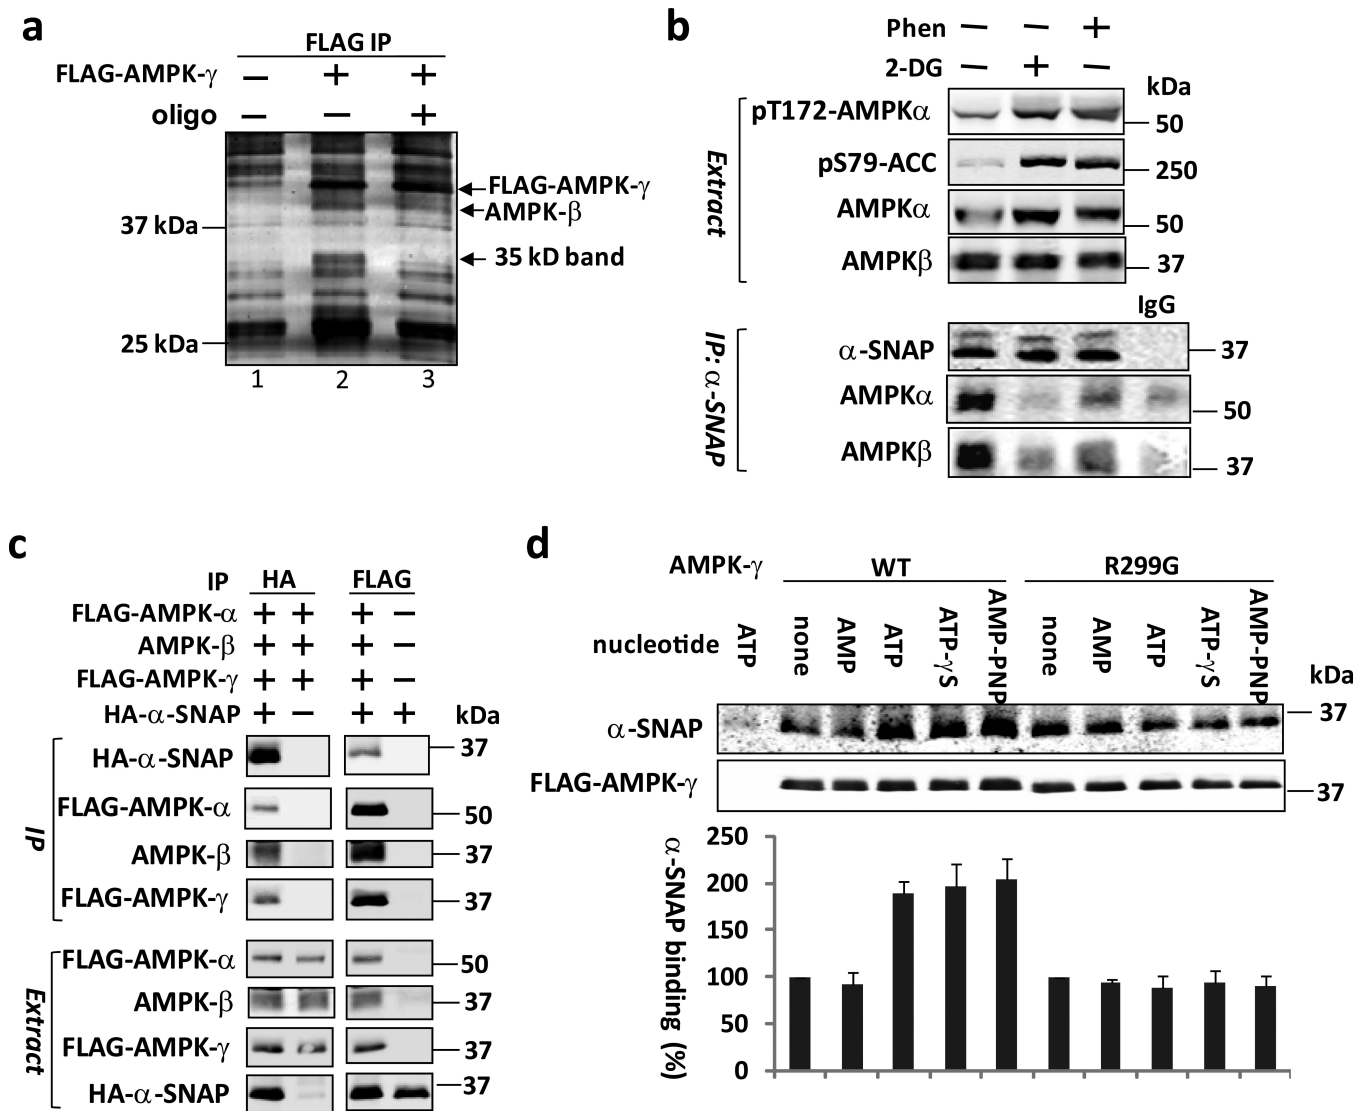 a
FLAG IP
FLAG-AMPK-γ − + +
oligo − − +
FLAG-AMPK-γ
AMPK-β
37 kDa
35 kD band
25 kDa
1 2 3
b
Phen − − +
2-DG − + −
kDa
Extract
pT172-AMPKα 50
pS79-ACC 250
AMPKα 50
AMPKβ 37
IgG
IP: α-SNAP
α-SNAP 37
AMPKα 50
AMPKβ 37
c
IP HA FLAG
FLAG-AMPK-α + + + −
AMPK-β + + + −
FLAG-AMPK-γ + + + −
HA-α-SNAP + − + + kDa
IP
HA-α-SNAP 37
FLAG-AMPK-α 50
AMPK-β 37
FLAG-AMPK-γ 37
Extract
FLAG-AMPK-α 50
AMPK-β 37
FLAG-AMPK-γ 37
HA-α-SNAP 37
d
AMPK-γ WT R299G
nucleotide ATP none AMP ATP ATP-γS AMP-PNP none AMP ATP ATP-γS AMP-PNP
kDa
α-SNAP 37
FLAG-AMPK-γ 37
α-SNAP binding (%)
250
200
150
100
50
0